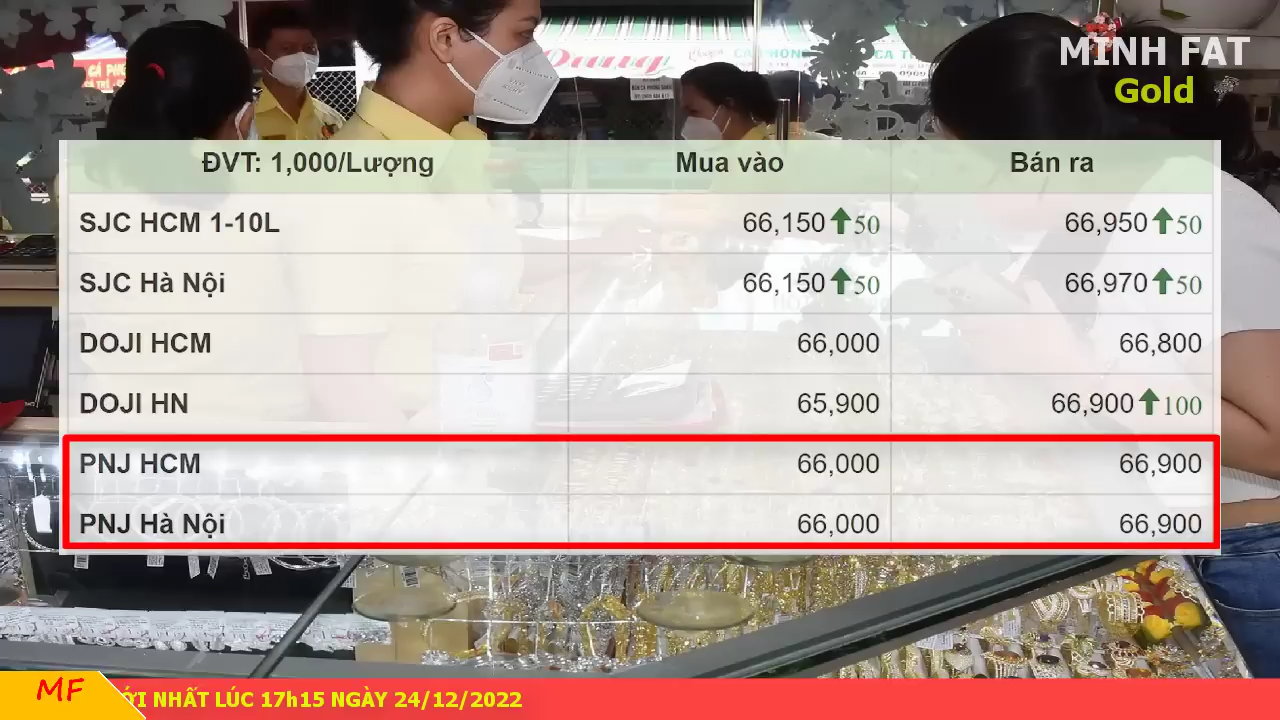 MINH FAT
Gold
ĐVT: 1,000/Lượng Mua vào Bán ra
SJC HCM 1-10L 66,150 50 66,950 50
SJC Hà Nội 66,150 50 66,970 50
DOJI HCM 66,000 66,800
DOJI HN 65,900 66,900 100
PNJ HCM 66,000 66,900
PNJ Hà Nội 66,000 66,900
MF
ỚI NHẤT LÚC 17h15 NGÀY 24/12/2022